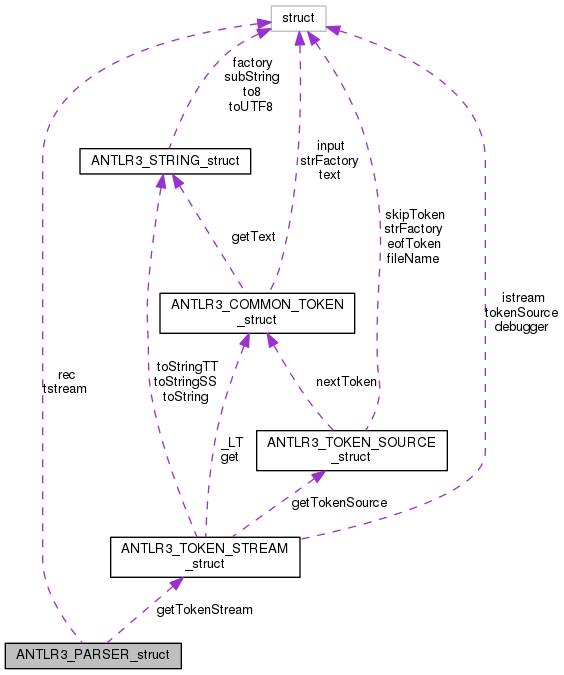 struct
factory
subString
to8
toUTF8
ANTLR3_STRING_struct
input
strFactory
text
skipToken
strFactory
eofToken
fileName
getText
ANTLR3_COMMON_TOKEN
_struct
istream
tokenSource
debugger
rec
tstream
toStringTT
toStringSS
toString
nextToken
_LT
get
ANTLR3_TOKEN_SOURCE
_struct
getTokenSource
ANTLR3_TOKEN_STREAM
_struct
getTokenStream
ANTLR3_PARSER_struct